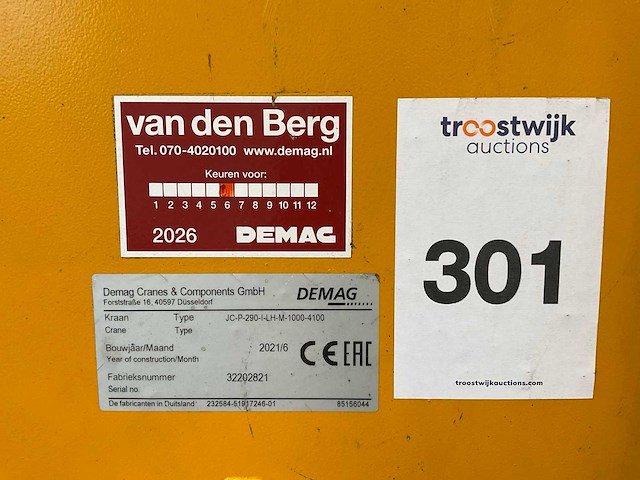 van den Berg
Tel. 070-4020100 www.demag.nl
Keuren voor:
1 2 3 4 5 6 7 8 9 10 11 12
2026 DEMAG
Demag Cranes & Components GmbH
Forststraße 16, 40597 Düsseldorf
DEMAG
Kraan Type JC-P-290-I-LH-M-1000-4100
Crane Type
Bouwjaar/Maand 2021/6
Year of construction/Month
CE EAC
Fabrieksnummer 32202821
Serial no.
De fabricanten in Duitsland 232584-51917246-01 85156044
troostwijk
auctions
301
troostwijkauctions.com